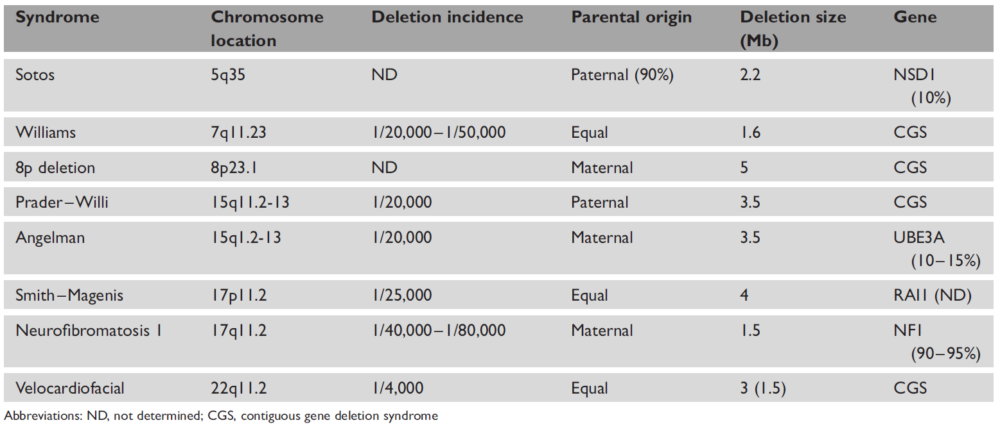 Syndrome Chromosome location Deletion incidence Parental origin Deletion size (Mb) Gene
Sotos 5q35 ND Paternal (90%) 2.2 NSD1 (10%)
Williams 7q11.23 1/20,000–1/50,000 Equal 1.6 CGS
8p deletion 8p23.1 ND Maternal 5 CGS
Prader–Willi 15q11.2-13 1/20,000 Paternal 3.5 CGS
Angelman 15q1.2-13 1/20,000 Maternal 3.5 UBE3A (10–15%)
Smith–Magenis 17p11.2 1/25,000 Equal 4 RAI1 (ND)
Neurofibromatosis 1 17q11.2 1/40,000–1/80,000 Maternal 1.5 NF1 (90–95%)
Velocardiofacial 22q11.2 1/4,000 Equal 3 (1.5) CGS
Abbreviations: ND, not determined; CGS, contiguous gene deletion syndrome